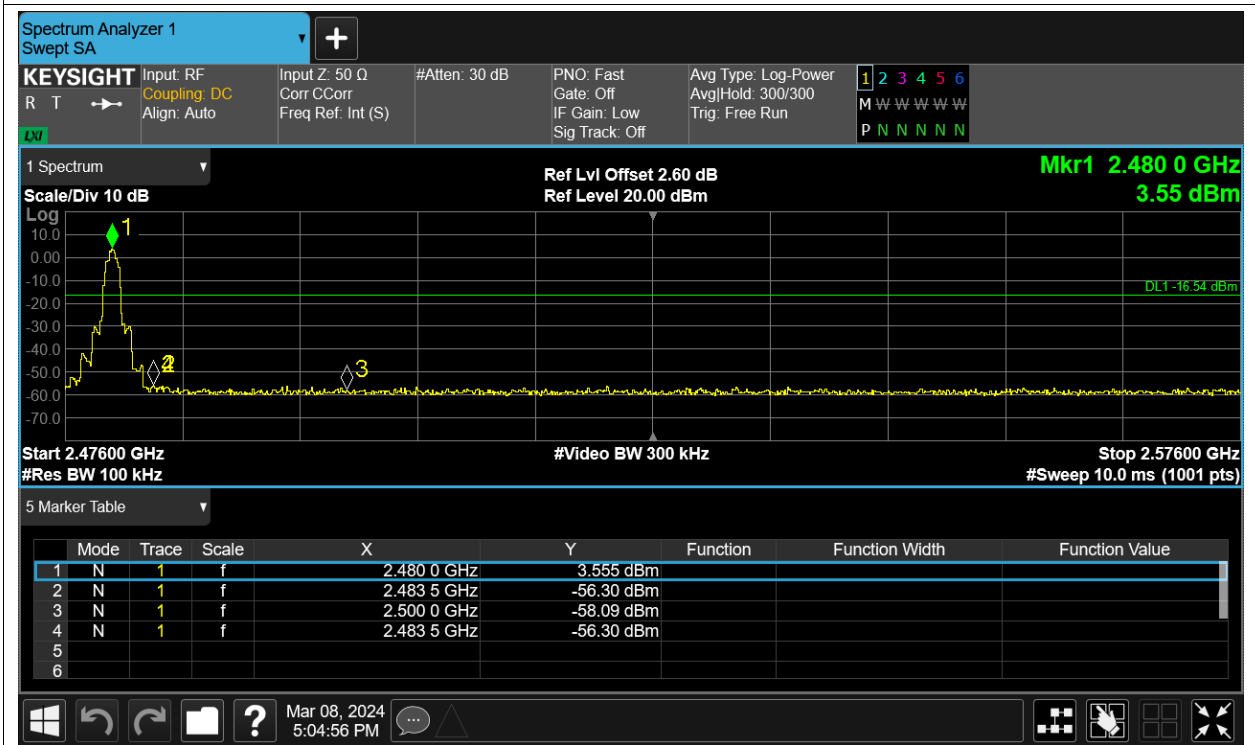 Spectrum Analyzer 1
Swept SA
+
KEYSIGHT
R T
LXI
Input: RF
Coupling: DC
Align: Auto
Input Z: 50 Ω
Corr CCorr
Freq Ref: Int (S)
#Atten: 30 dB
PNO: Fast
Gate: Off
IF Gain: Low
Sig Track: Off
Avg Type: Log-Power
Avg|Hold: 300/300
Trig: Free Run
1 2 3 4 5 6
M W W W W W
P N N N N N
1 Spectrum
Scale/Div 10 dB
Ref Lvl Offset 2.60 dB
Ref Level 20.00 dBm
Mkr1 2.480 0 GHz
3.55 dBm
Log
10.0
0.00
-10.0
-20.0
-30.0
-40.0
-50.0
-60.0
-70.0
1
3
DL1 -16.54 dBm
Start 2.47600 GHz
#Res BW 100 kHz
#Video BW 300 kHz
Stop 2.57600 GHz
#Sweep 10.0 ms (1001 pts)
5 Marker Table
Mode Trace Scale X Y Function Function Width Function Value
1 N 1 f 2.480 0 GHz 3.555 dBm
2 N 1 f 2.483 5 GHz -56.30 dBm
3 N 1 f 2.500 0 GHz -58.09 dBm
4 N 1 f 2.483 5 GHz -56.30 dBm
5
6
?
Mar 08, 2024
5:04:56 PM